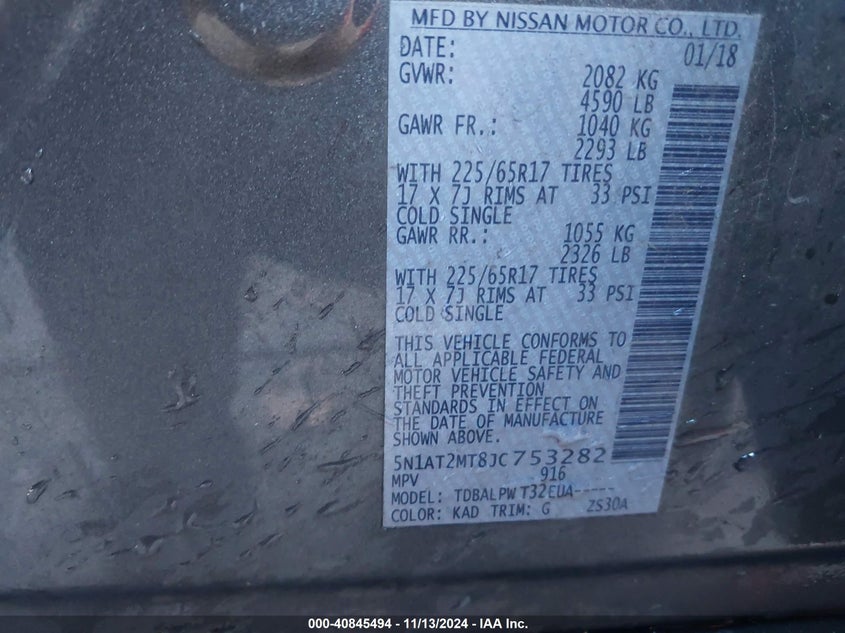 MFD BY NISSAN MOTOR CO., LTD.
DATE: 01/18
GVWR: 2082 KG
4590 LB
GAWR FR.: 1040 KG
2293 LB
WITH 225/65R17 TIRES
17 X 7J RIMS AT 33 PSI
COLD SINGLE
GAWR RR.: 1055 KG
2326 LB
WITH 225/65R17 TIRES
17 X 7J RIMS AT 33 PSI
COLD SINGLE
THIS VEHICLE CONFORMS TO
ALL APPLICABLE FEDERAL
MOTOR VEHICLE SAFETY AND
THEFT PREVENTION
STANDARDS IN EFFECT ON
THE DATE OF MANUFACTURE
SHOWN ABOVE.
5N1AT2MT8JC753282
MPV 916
MODEL: TDBALPWT32EUA-----
COLOR: KAD TRIM: G ZS30A
000-40845494 - 11/13/2024 - IAA Inc.